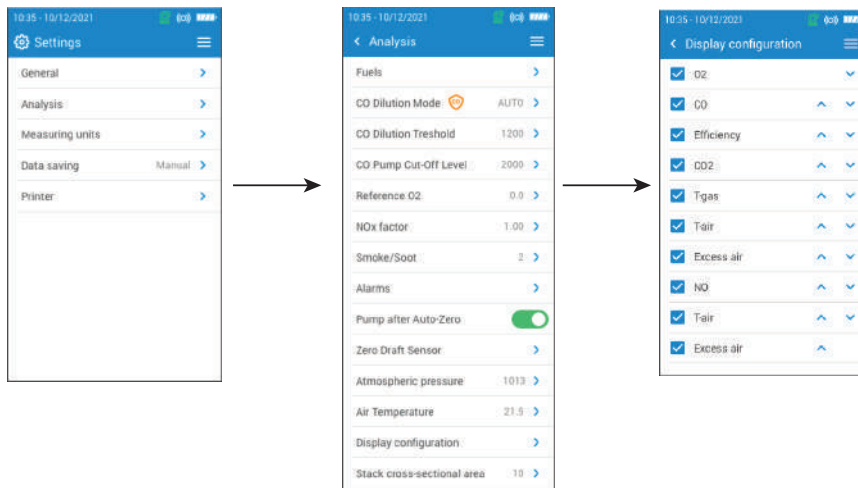 10:35 - 10/12/2021
Settings
General
Analysis
Measuring units
Data saving Manual
Printer
10:35 - 10/12/2021
Analysis
Fuels
CO Dilution Mode AUTO
CO Dilution Treshold 1200
CO Pump Cut-Off Level 2000
Reference O2 0.0
NOx factor 1.00
Smoke/Soot 2
Alarms
Pump after Auto-Zero
Zero Draft Sensor
Atmospheric pressure 1013
Air Temperature 21.5
Display configuration
Stack cross-sectional area 10
10:35 - 10/12/2021
Display configuration
O2
CO
Efficiency
CO2
Tgas
Tair
Excess air
NO
Tair
Excess air